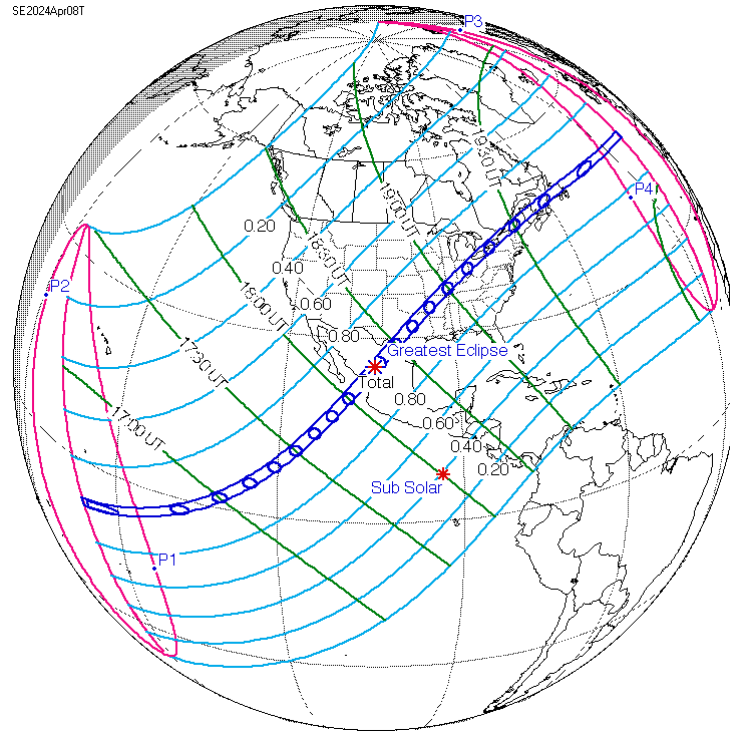 SE2024Apr08T
P3
19:30 UT
19:00 UT
P4
0.20
18:30 UT
0.40
P2
18:00 UT
0.60
0.80
17:30 UT
Greatest Eclipse
Total
0.80
17:00 UT
0.60
0.40
0.20
Sub Solar
P1